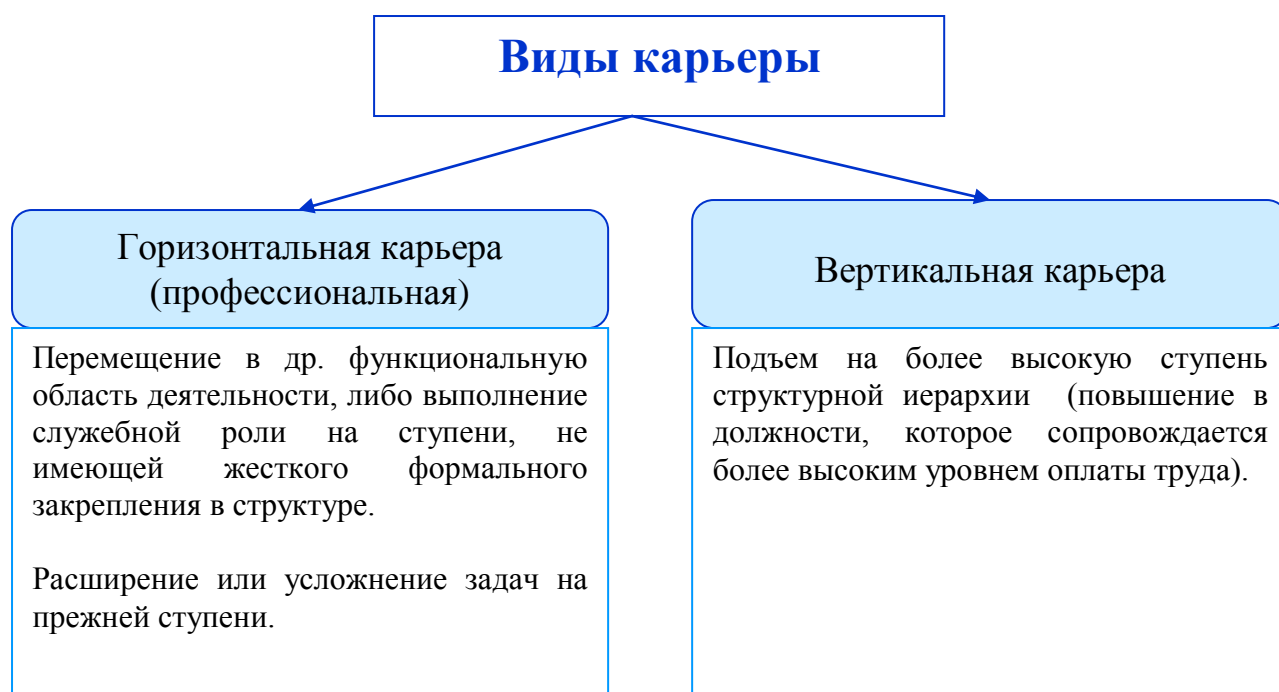 Виды карьеры
Горизонтальная карьера
(профессиональная)
Перемещение в др. функциональную
область деятельности, либо выполнение
служебной роли на ступени, не
имеющей жесткого формального
закрепления в структуре.
Расширение или усложнение задач на
прежней ступени.
Вертикальная карьера
Подъем на более высокую ступень
структурной иерархии (повышение в
должности, которое сопровождается
более высоким уровнем оплаты труда).